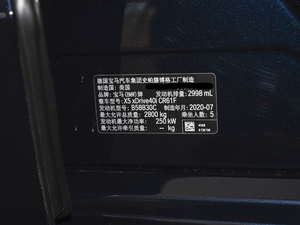 德国宝马汽车集团史帕腾博格工厂制造
制造国: 美国
品牌: 宝马(BMW)牌 发动机排量: 2998 mL
整车型号: X5 xDrive40i CR61F
发动机型号: B58B30C 制造年月: 2020-07
最大允许总质量: 2800 kg 乘坐人数: 5
发动机最大净功率: 250 kW
最大允许牵引质量: -- kg